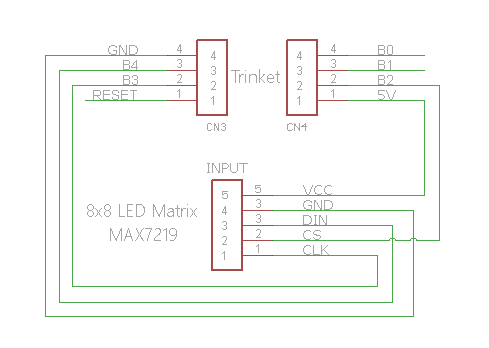 GND 4 4 4 4 B0
B4 3 3 3 3 B1
B3 2 2 Trinket 2 2 B2
RESET 1 1 1 1 5V
CN3 CN4
INPUT
5 5 VCC
8x8 LED Matrix 4 3 GND
3 3 DIN
MAX7219 2 2 CS
1 1 CLK